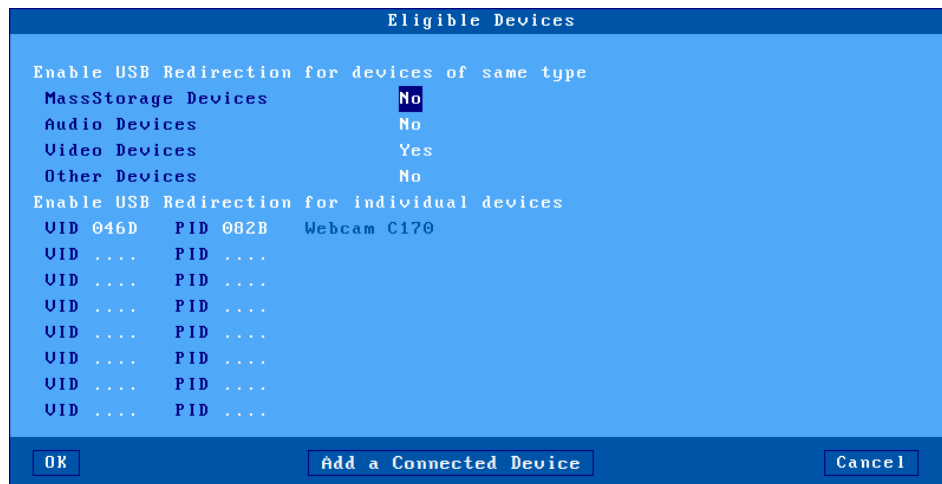 Eligible Devices
Enable USB Redirection for devices of same type
MassStorage Devices No
Audio Devices No
Video Devices Yes
Other Devices No
Enable USB Redirection for individual devices
VID 046D PID 082B Webcam C170
VID .... PID ....
VID .... PID ....
VID .... PID ....
VID .... PID ....
VID .... PID ....
VID .... PID ....
VID .... PID ....
OK Add a Connected Device Cancel